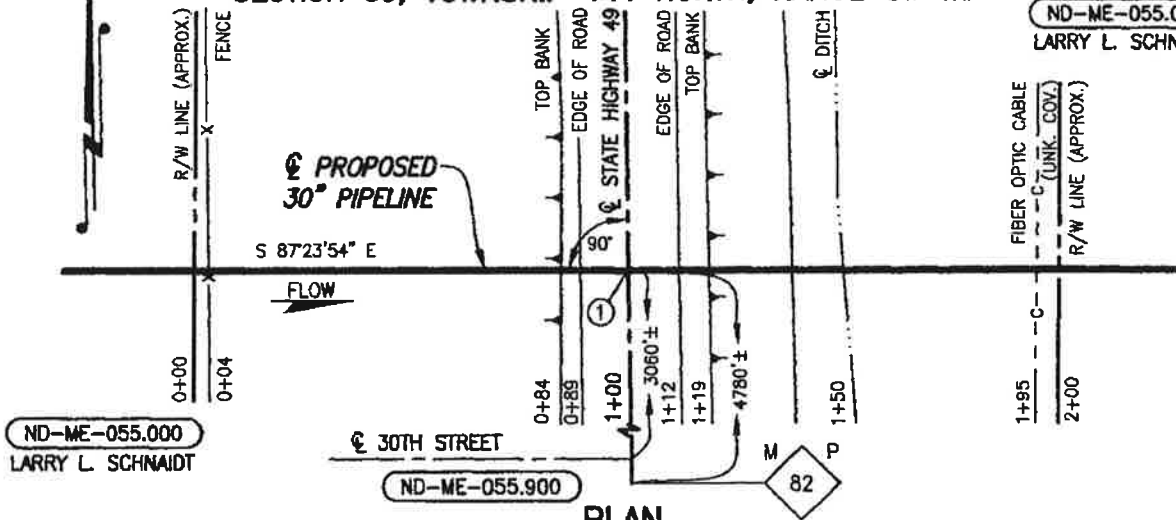 ND-ME-055.0
LARRY L. SCHN
R/W LINE (APPROX.)
FENCE
X
TOP BANK
EDGE OF ROAD
℄ STATE HIGHWAY 49
EDGE OF ROAD
TOP BANK
℄ DITCH
FIBER OPTIC CABLE
(UNK. COV.)
C
R/W LINE (APPROX.)
℄ PROPOSED
30" PIPELINE
90°
S 87°23'54" E
FLOW
X
1
3060'±
4780'±
C
0+00
0+04
0+84
0+89
1+00
1+12
1+19
1+50
1+95
2+00
ND-ME-055.000
LARRY L. SCHNAIDT
℄ 30TH STREET
ND-ME-055.900
M P
82
PLAN